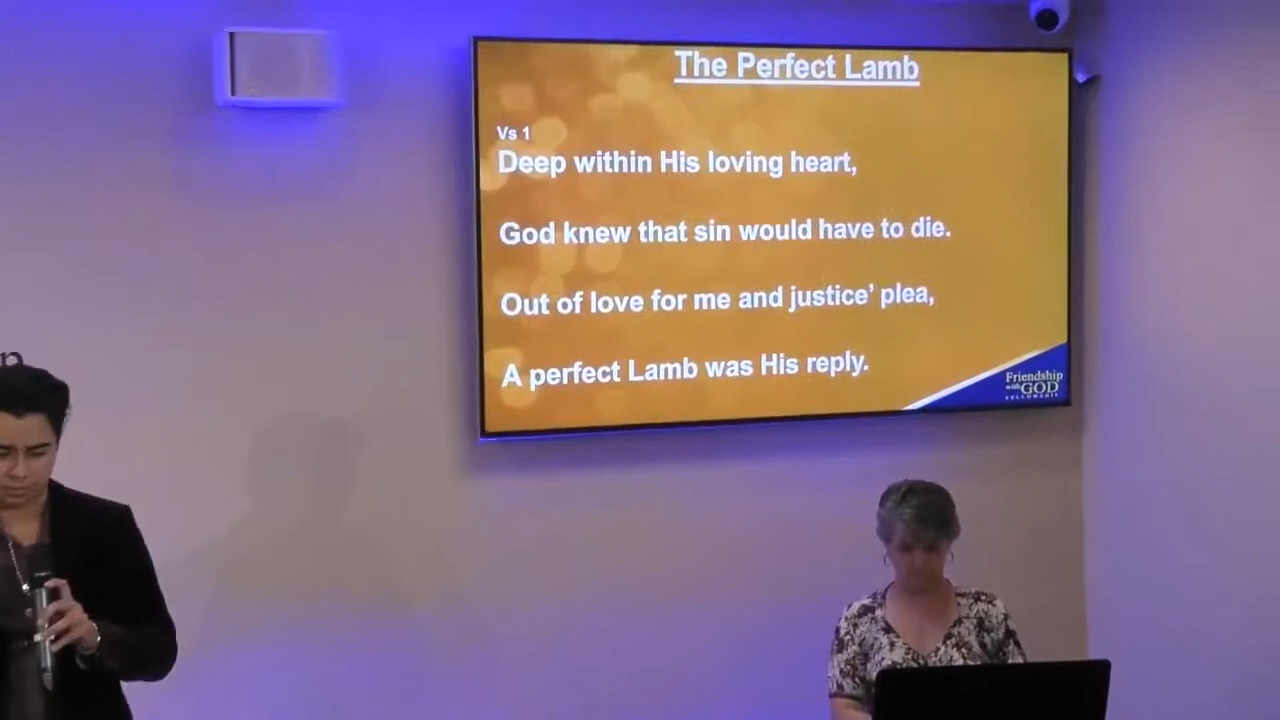 The Perfect Lamb
Vs 1
Deep within His loving heart,
God knew that sin would have to die.
Out of love for me and justice’ plea,
A perfect Lamb was His reply.
Friendship
with GOD
FELLOWSHIP